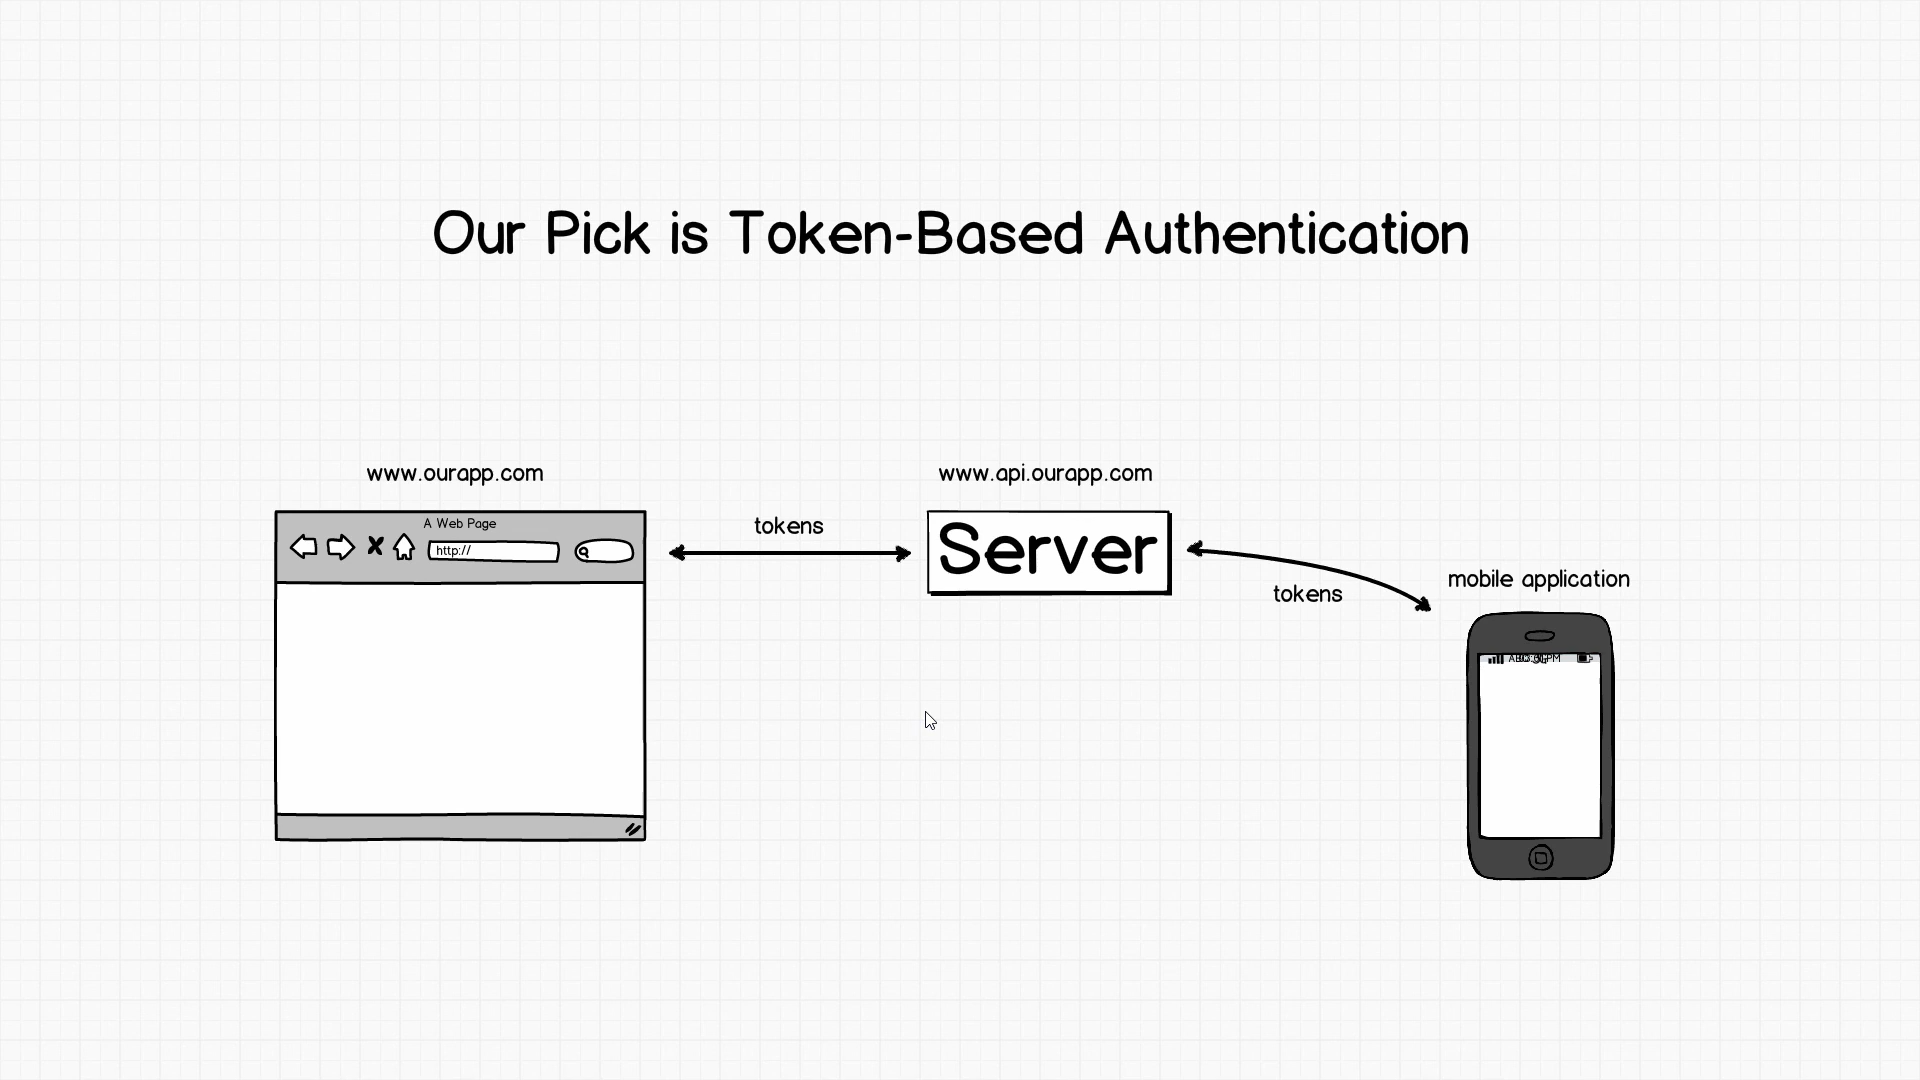 Our Pick is Token-Based Authentication
www.ourapp.com
www.api.ourapp.com
A Web Page
http://
tokens
Server
tokens
mobile application